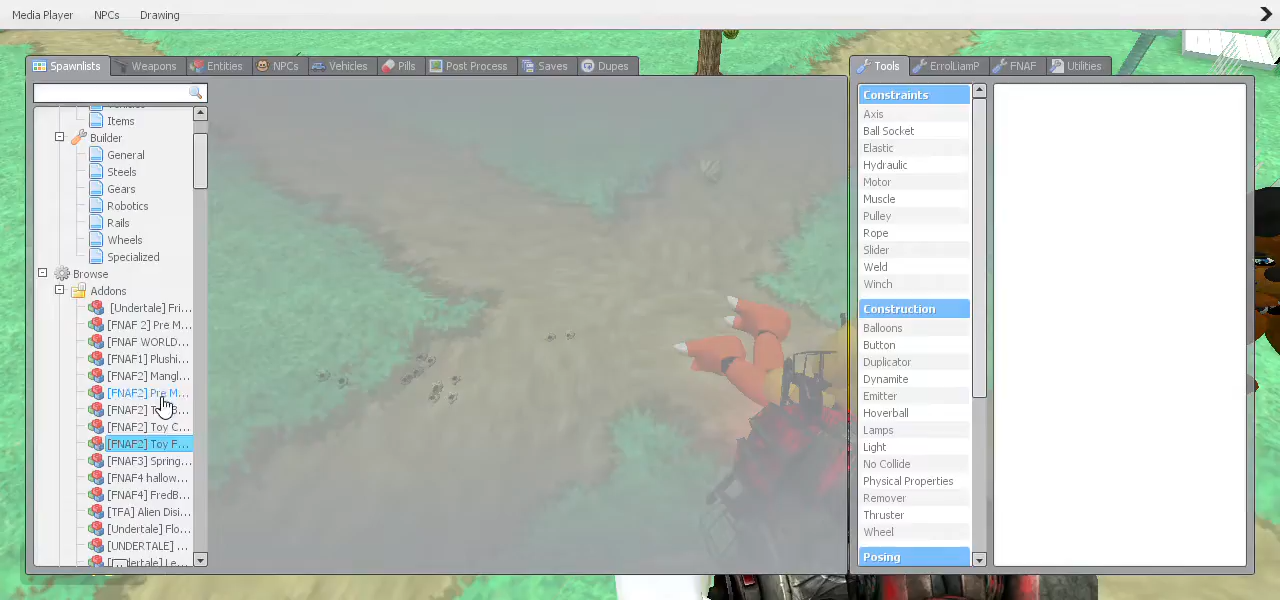 Media Player NPCs Drawing
Spawnlists Weapons Entities NPCs Vehicles Pills Post Process Saves Dupes
Items
Builder
General
Steels
Gears
Robotics
Rails
Wheels
Specialized
Browse
Addons
[Undertale] Fri...
[FNAF 2] Pre M...
[FNAF WORLD...
[FNAF1] Plushi...
[FNAF2] Mangl...
[FNAF2] Pre M...
[FNAF2]
[FNAF2] Toy C...
[FNAF2] Toy F...
[FNAF3] Spring...
[FNAF4 hallow...
[FNAF4] FredB...
[TFA] Alien Disi...
[Undertale] Flo...
[UNDERTALE] ...
Tools ErrolLiamP FNAF Utilities
Constraints
Axis
Ball Socket
Elastic
Hydraulic
Motor
Muscle
Pulley
Rope
Slider
Weld
Winch
Construction
Balloons
Button
Duplicator
Dynamite
Emitter
Hoverball
Lamps
Light
No Collide
Physical Properties
Remover
Thruster
Wheel
Posing